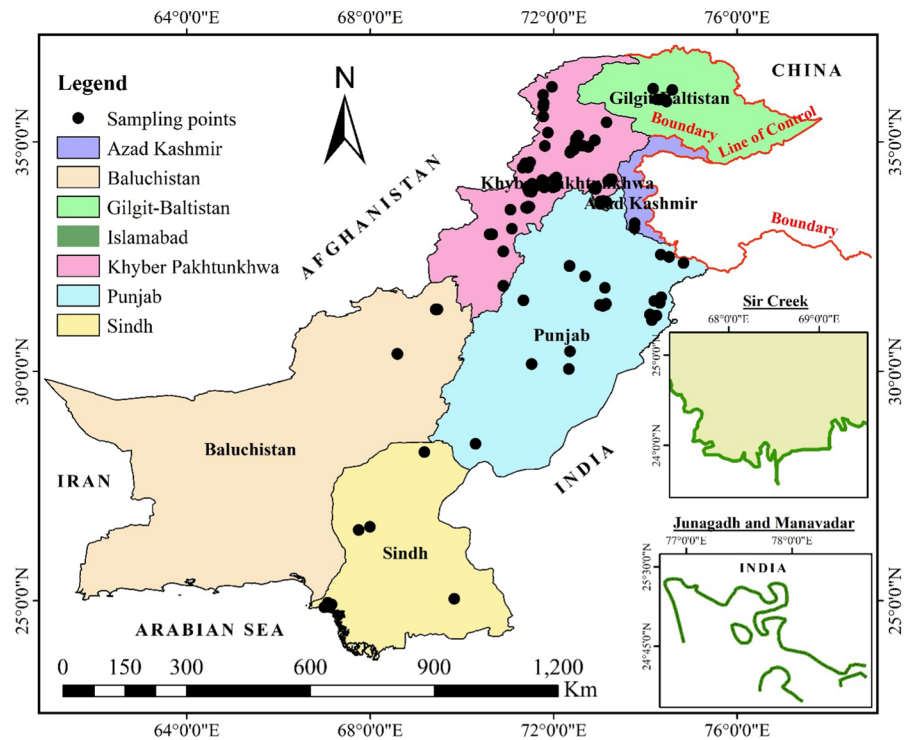 64°0'0"E 68°0'0"E 72°0'0"E 76°0'0"E
Legend
Sampling points
Azad Kashmir
Baluchistan
Gilgit-Baltistan
Islamabad
Khyber Pakhtunkhwa
Punjab
Sindh
N
CHINA
Gilgit-Baltistan
Boundary
Line of Control
Khyber Pakhtunkhwa
Azad Kashmir
AFGHANISTAN
Boundary
Punjab
Baluchistan
INDIA
IRAN
Sindh
ARABIAN SEA
35°0'0"N
30°0'0"N
25°0'0"N
35°0'0"N
30°0'0"N
25°0'0"N
Sir Creek
68°0'0"E 69°0'0"E
25°0'0"N
24°0'0"N
Junagadh and Manavadar
77°0'0"E 78°0'0"E
INDIA
25°30'0"N
24°45'0"N
0 150 300 600 900 1,200
Km
64°0'0"E 68°0'0"E 72°0'0"E 76°0'0"E